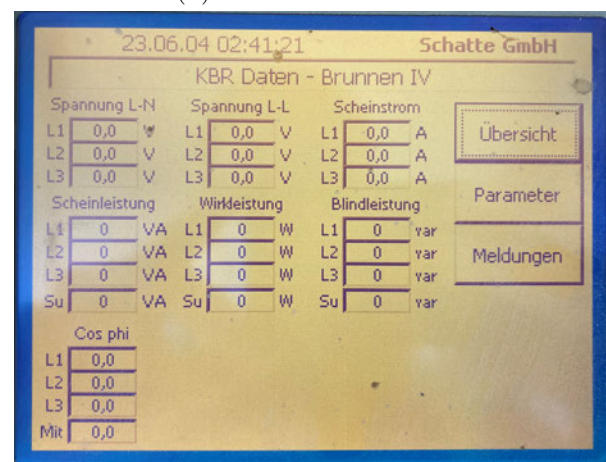 23.06.04 02:41:21 Schatte GmbH
KBR Daten - Brunnen IV
Spannung L-N Spannung L-L Scheinstrom
L1 0,0 V L1 0,0 V L1 0,0 A
L2 0,0 V L2 0,0 V L2 0,0 A
L3 0,0 V L3 0,0 V L3 0,0 A
Scheinleistung Wirkleistung Blindleistung
L1 0 VA L1 0 W L1 0 var
L2 0 VA L2 0 W L2 0 var
L3 0 VA L3 0 W L3 0 var
Su 0 VA Su 0 W Su 0 var
Cos phi
L1 0,0
L2 0,0
L3 0,0
Mit 0,0
Übersicht
Parameter
Meldungen